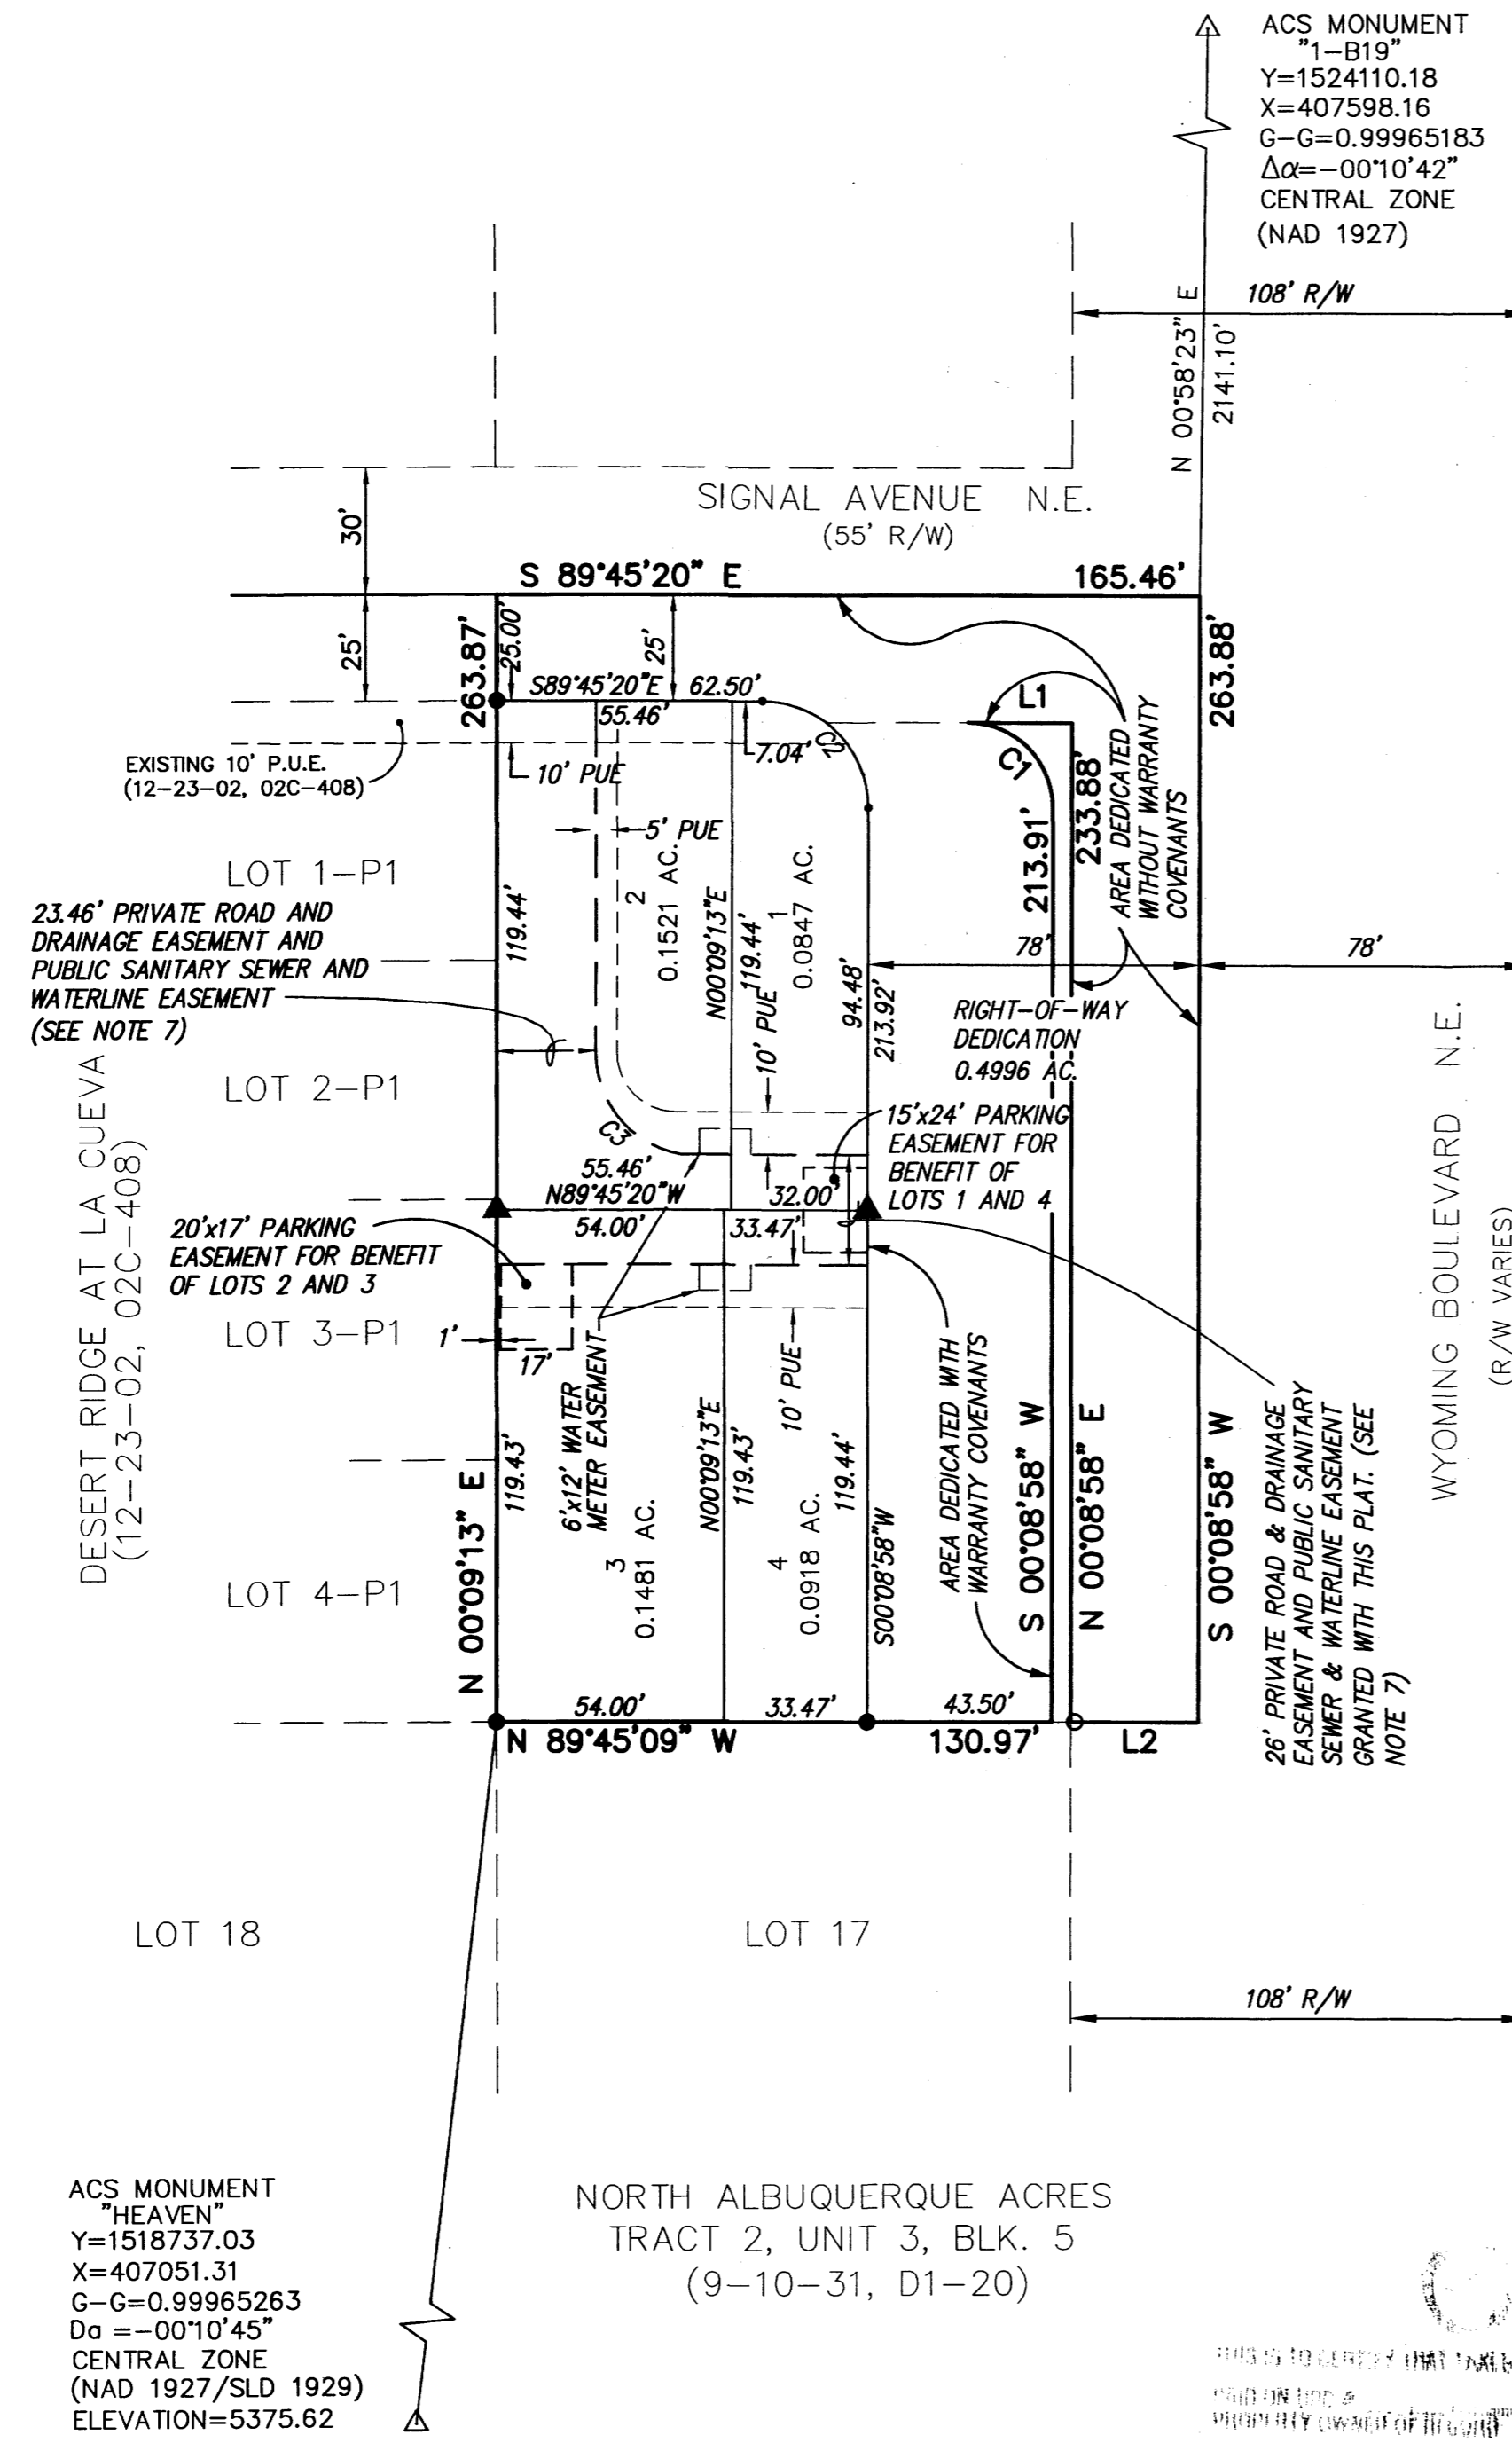 ACS MONUMENT
"1-B19"
Y=1524110.18
X=407598.16
G-G=0.99965183
Δα=-00°10'42"
CENTRAL ZONE
(NAD 1927)
108' R/W
N 00°58'23" E
2141.10'
SIGNAL AVENUE N.E.
(55' R/W)
30'
25'
S 89°45'20" E
165.46'
263.87'
25.00'
25'
263.88'
S89°45'20"E
62.50'
55.46'
7.04'
C2
L1
C1
EXISTING 10' P.U.E.
(12-23-02, 02C-408)
10' PUE
5' PUE
233.88'
213.91'
AREA DEDICATED
WITHOUT WARRANTY
COVENANTS
LOT 1-P1
23.46' PRIVATE ROAD AND
DRAINAGE EASEMENT AND
PUBLIC SANITARY SEWER AND
WATERLINE EASEMENT
(SEE NOTE 7)
119.44'
2
0.1521 AC.
N00°09'13"E
119.44'
1
0.0847 AC.
10' PUE
94.48'
213.92'
78'
78'
RIGHT-OF-WAY
DEDICATION
0.4996 AC.
LOT 2-P1
C3
15'x24' PARKING
EASEMENT FOR
BENEFIT OF
LOTS 1 AND 4
55.46'
N89°45'20"W
32.00'
54.00'
33.47'
DESERT RIDGE AT LA CUEVA
(12-23-02, 02C-408)
20'x17' PARKING
EASEMENT FOR BENEFIT
OF LOTS 2 AND 3
LOT 3-P1
1'
17'
6'x12' WATER
METER EASEMENT
10' PUE
N 00°09'13" E
119.43'
3
0.1481 AC.
N00°09'13"E
119.43'
4
0.0918 AC.
119.44'
S00°08'58"W
AREA DEDICATED WITH
WARRANTY COVENANTS
S 00°08'58" W
N 00°08'58" E
S 00°08'58" W
26' PRIVATE ROAD & DRAINAGE
EASEMENT AND PUBLIC SANITARY
SEWER & WATERLINE EASEMENT
GRANTED WITH THIS PLAT. (SEE
NOTE 7)
WYOMING BOULEVARD N.E.
(R/W VARIES)
LOT 4-P1
54.00'
33.47'
43.50'
N 89°45'09" W
130.97'
L2
LOT 18
LOT 17
108' R/W
ACS MONUMENT
"HEAVEN"
Y=1518737.03
X=407051.31
G-G=0.99965263
Da =-00°10'45"
CENTRAL ZONE
(NAD 1927/SLD 1929)
ELEVATION=5375.62
NORTH ALBUQUERQUE ACRES
TRACT 2, UNIT 3, BLK. 5
(9-10-31, D1-20)
THIS IS TO CERTIFY THAT
PAID ON UPC #
PROPERTY OWNER OF RECORD